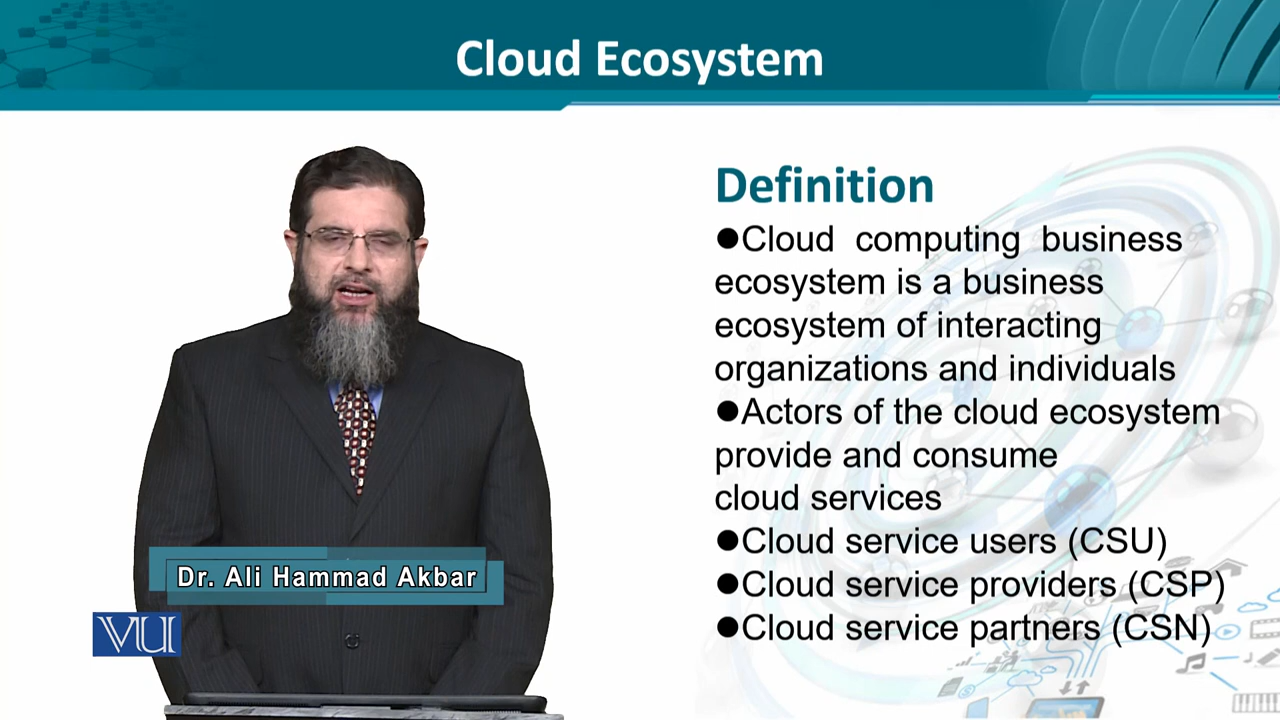 Cloud Ecosystem
Definition
●Cloud computing business
ecosystem is a business
ecosystem of interacting
organizations and individuals
●Actors of the cloud ecosystem
provide and consume
cloud services
●Cloud service users (CSU)
●Cloud service providers (CSP)
●Cloud service partners (CSN)
Dr. Ali Hammad Akbar
VU